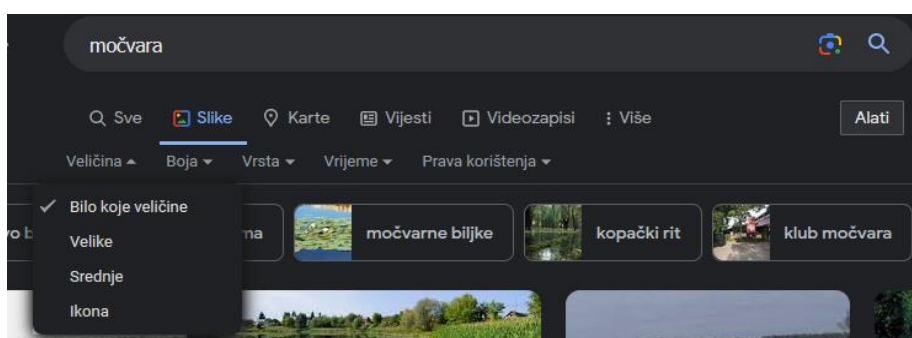 močvara
Sve Slike Karte Vijesti Videozapisi Više Alati
Veličina Boja Vrsta Vrijeme Prava korištenja
Bilo koje veličine
Velike
Srednje
Ikona
močvarne biljke kopački rit klub močvara